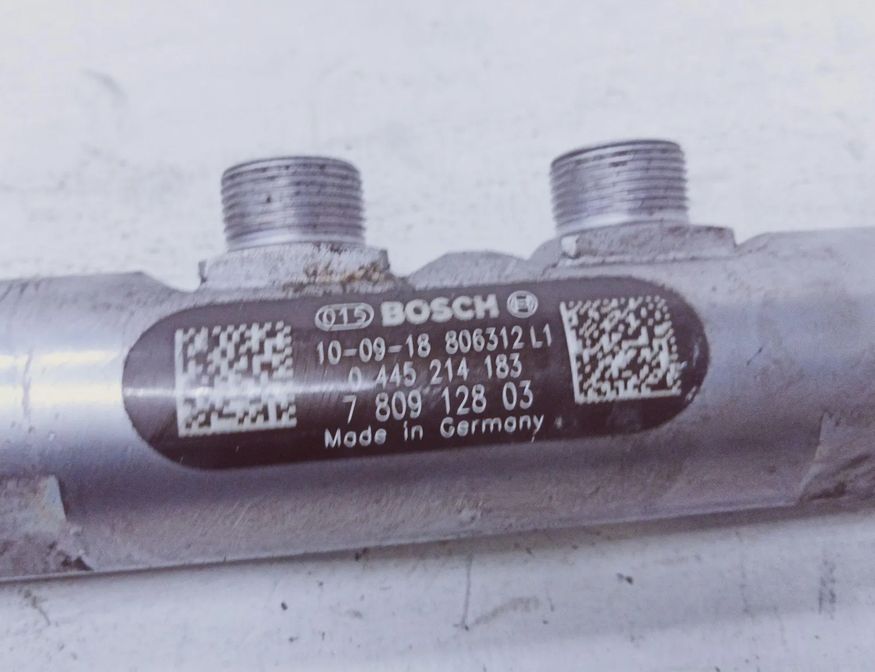 015 BOSCH
10-09-18 806312 L1
0 445 214 183
7 809 128 03
Made in Germany